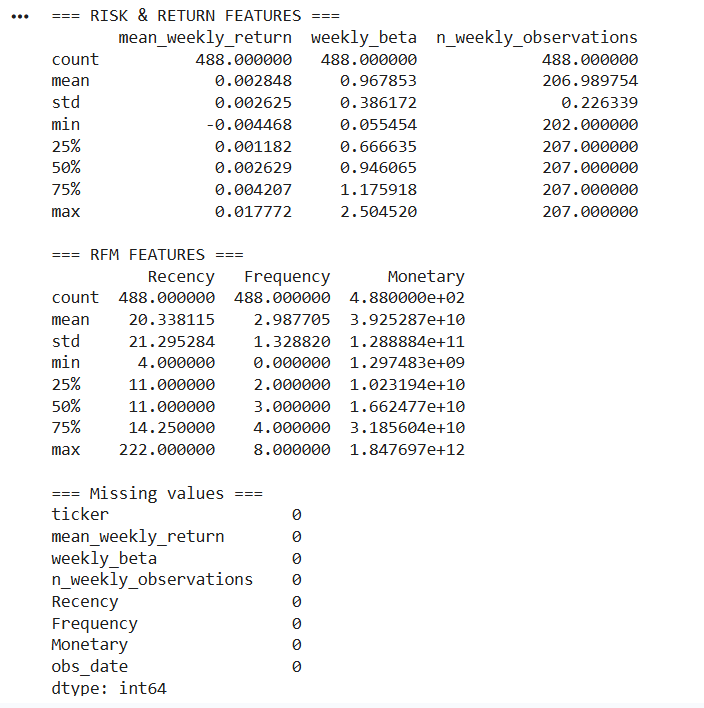 ••• === RISK & RETURN FEATURES ===
mean_weekly_return weekly_beta n_weekly_observations
count 488.000000 488.000000 488.000000
mean 0.002848 0.967853 206.989754
std 0.002625 0.386172 0.226339
min -0.004468 0.055454 202.000000
25% 0.001182 0.666635 207.000000
50% 0.002629 0.946065 207.000000
75% 0.004207 1.175918 207.000000
max 0.017772 2.504520 207.000000
=== RFM FEATURES ===
Recency Frequency Monetary
count 488.000000 488.000000 4.880000e+02
mean 20.338115 2.987705 3.925287e+10
std 21.295284 1.328820 1.288884e+11
min 4.000000 0.000000 1.297483e+09
25% 11.000000 2.000000 1.023194e+10
50% 11.000000 3.000000 1.662477e+10
75% 14.250000 4.000000 3.185604e+10
max 222.000000 8.000000 1.847697e+12
=== Missing values ===
ticker 0
mean_weekly_return 0
weekly_beta 0
n_weekly_observations 0
Recency 0
Frequency 0
Monetary 0
obs_date 0
dtype: int64